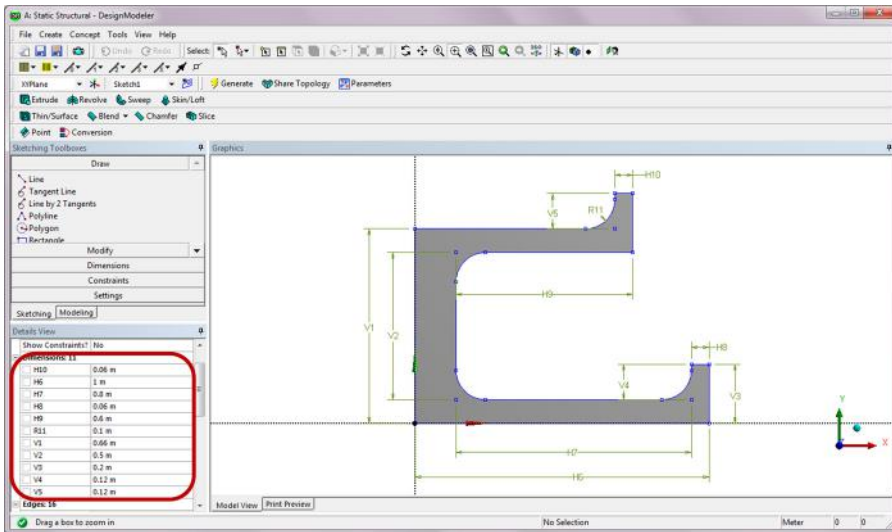 A: Static Structural - DesignModeler
File Create Concept Tools View Help
Undo Redo Select:
XYPlane Sketch1 Generate Share Topology Parameters
Extrude Revolve Sweep Skin/Loft
Thin/Surface Blend Chamfer Slice
Point Conversion
Sketching Toolboxes
Draw
Line
Tangent Line
Line by 2 Tangents
Polyline
Polygon
Rectangle
Modify
Dimensions
Constraints
Settings
Sketching Modeling
Details View
Show Constraints? No
Dimensions: 11
H10 0.06 m
H6 1 m
H7 0.8 m
H8 0.06 m
H9 0.6 m
R11 0.1 m
V1 0.66 m
V2 0.5 m
V3 0.2 m
V4 0.12 m
V5 0.12 m
Edges: 16
Graphics
H10
V5
R11
H9
V1
V2
H8
V4
V3
H7
H6
Y
X
Model View Print Preview
Drag a box to zoom in No Selection Meter 0 0